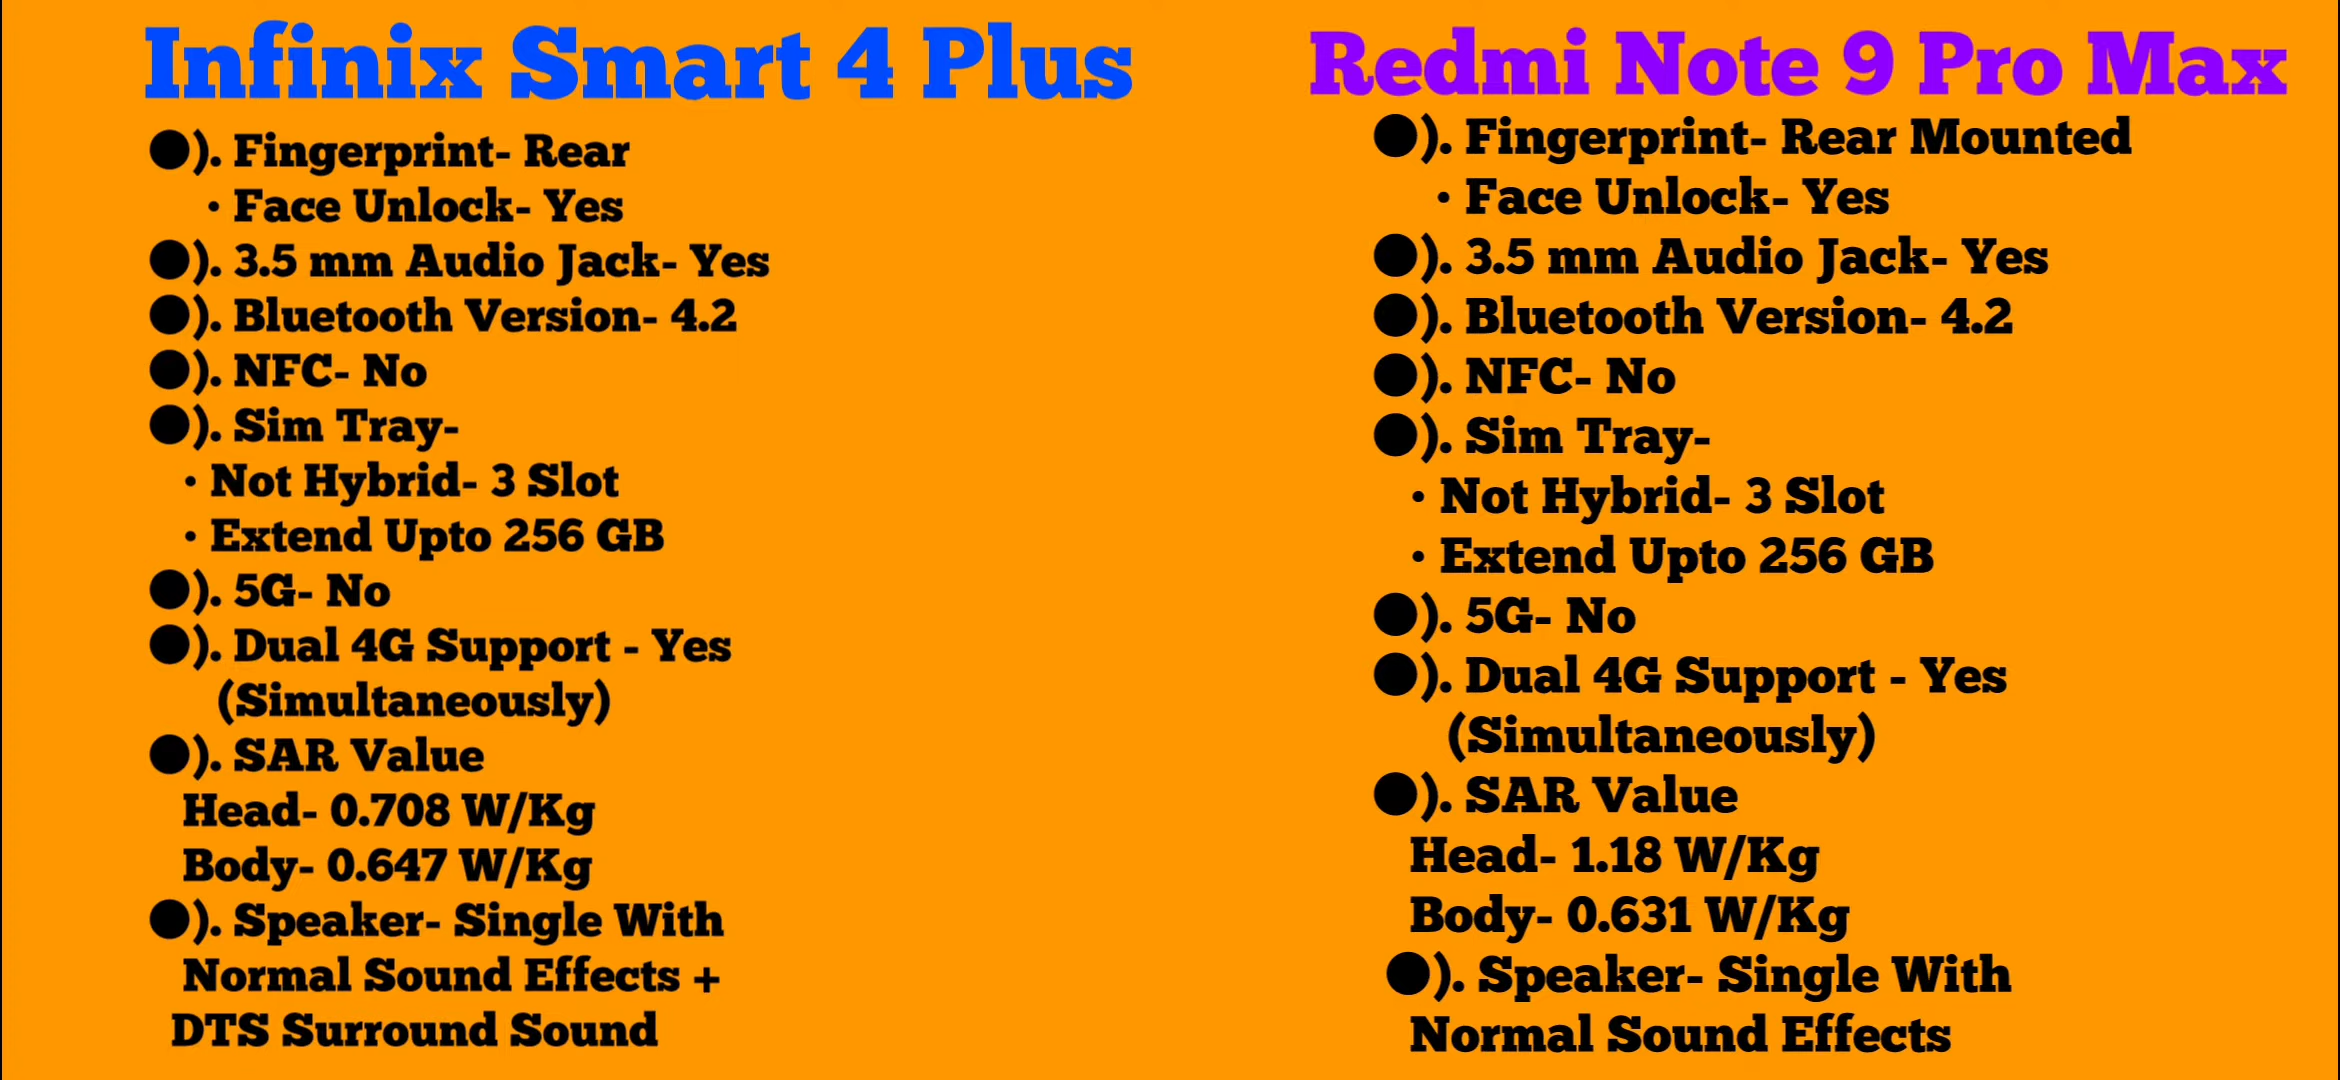 Infinix Smart 4 Plus
●). Fingerprint- Rear
• Face Unlock- Yes
●). 3.5 mm Audio Jack- Yes
●). Bluetooth Version- 4.2
●). NFC- No
●). Sim Tray-
• Not Hybrid- 3 Slot
• Extend Upto 256 GB
●). 5G- No
●). Dual 4G Support - Yes
(Simultaneously)
●). SAR Value
Head- 0.708 W/Kg
Body- 0.647 W/Kg
●). Speaker- Single With
Normal Sound Effects +
DTS Surround Sound
Redmi Note 9 Pro Max
●). Fingerprint- Rear Mounted
• Face Unlock- Yes
●). 3.5 mm Audio Jack- Yes
●). Bluetooth Version- 4.2
●). NFC- No
●). Sim Tray-
• Not Hybrid- 3 Slot
• Extend Upto 256 GB
●). 5G- No
●). Dual 4G Support - Yes
(Simultaneously)
●). SAR Value
Head- 1.18 W/Kg
Body- 0.631 W/Kg
●). Speaker- Single With
Normal Sound Effects